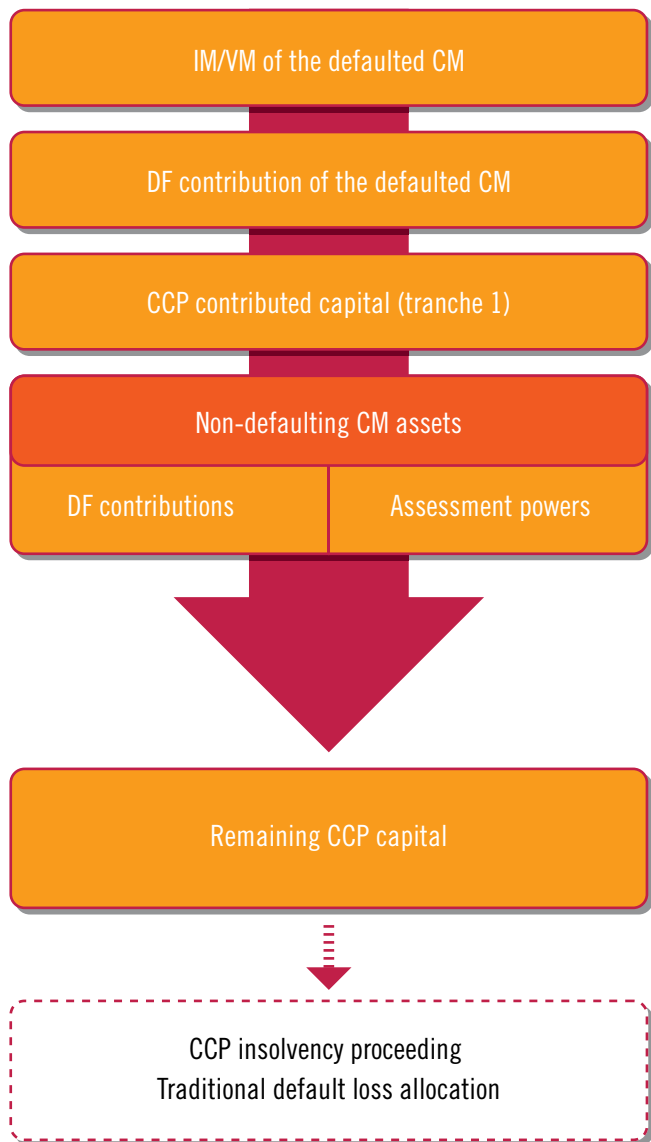 IM/VM of the defaulted CM
DF contribution of the defaulted CM
CCP contributed capital (tranche 1)
Non-defaulting CM assets
DF contributions
Assessment powers
Remaining CCP capital
CCP insolvency proceeding
Traditional default loss allocation